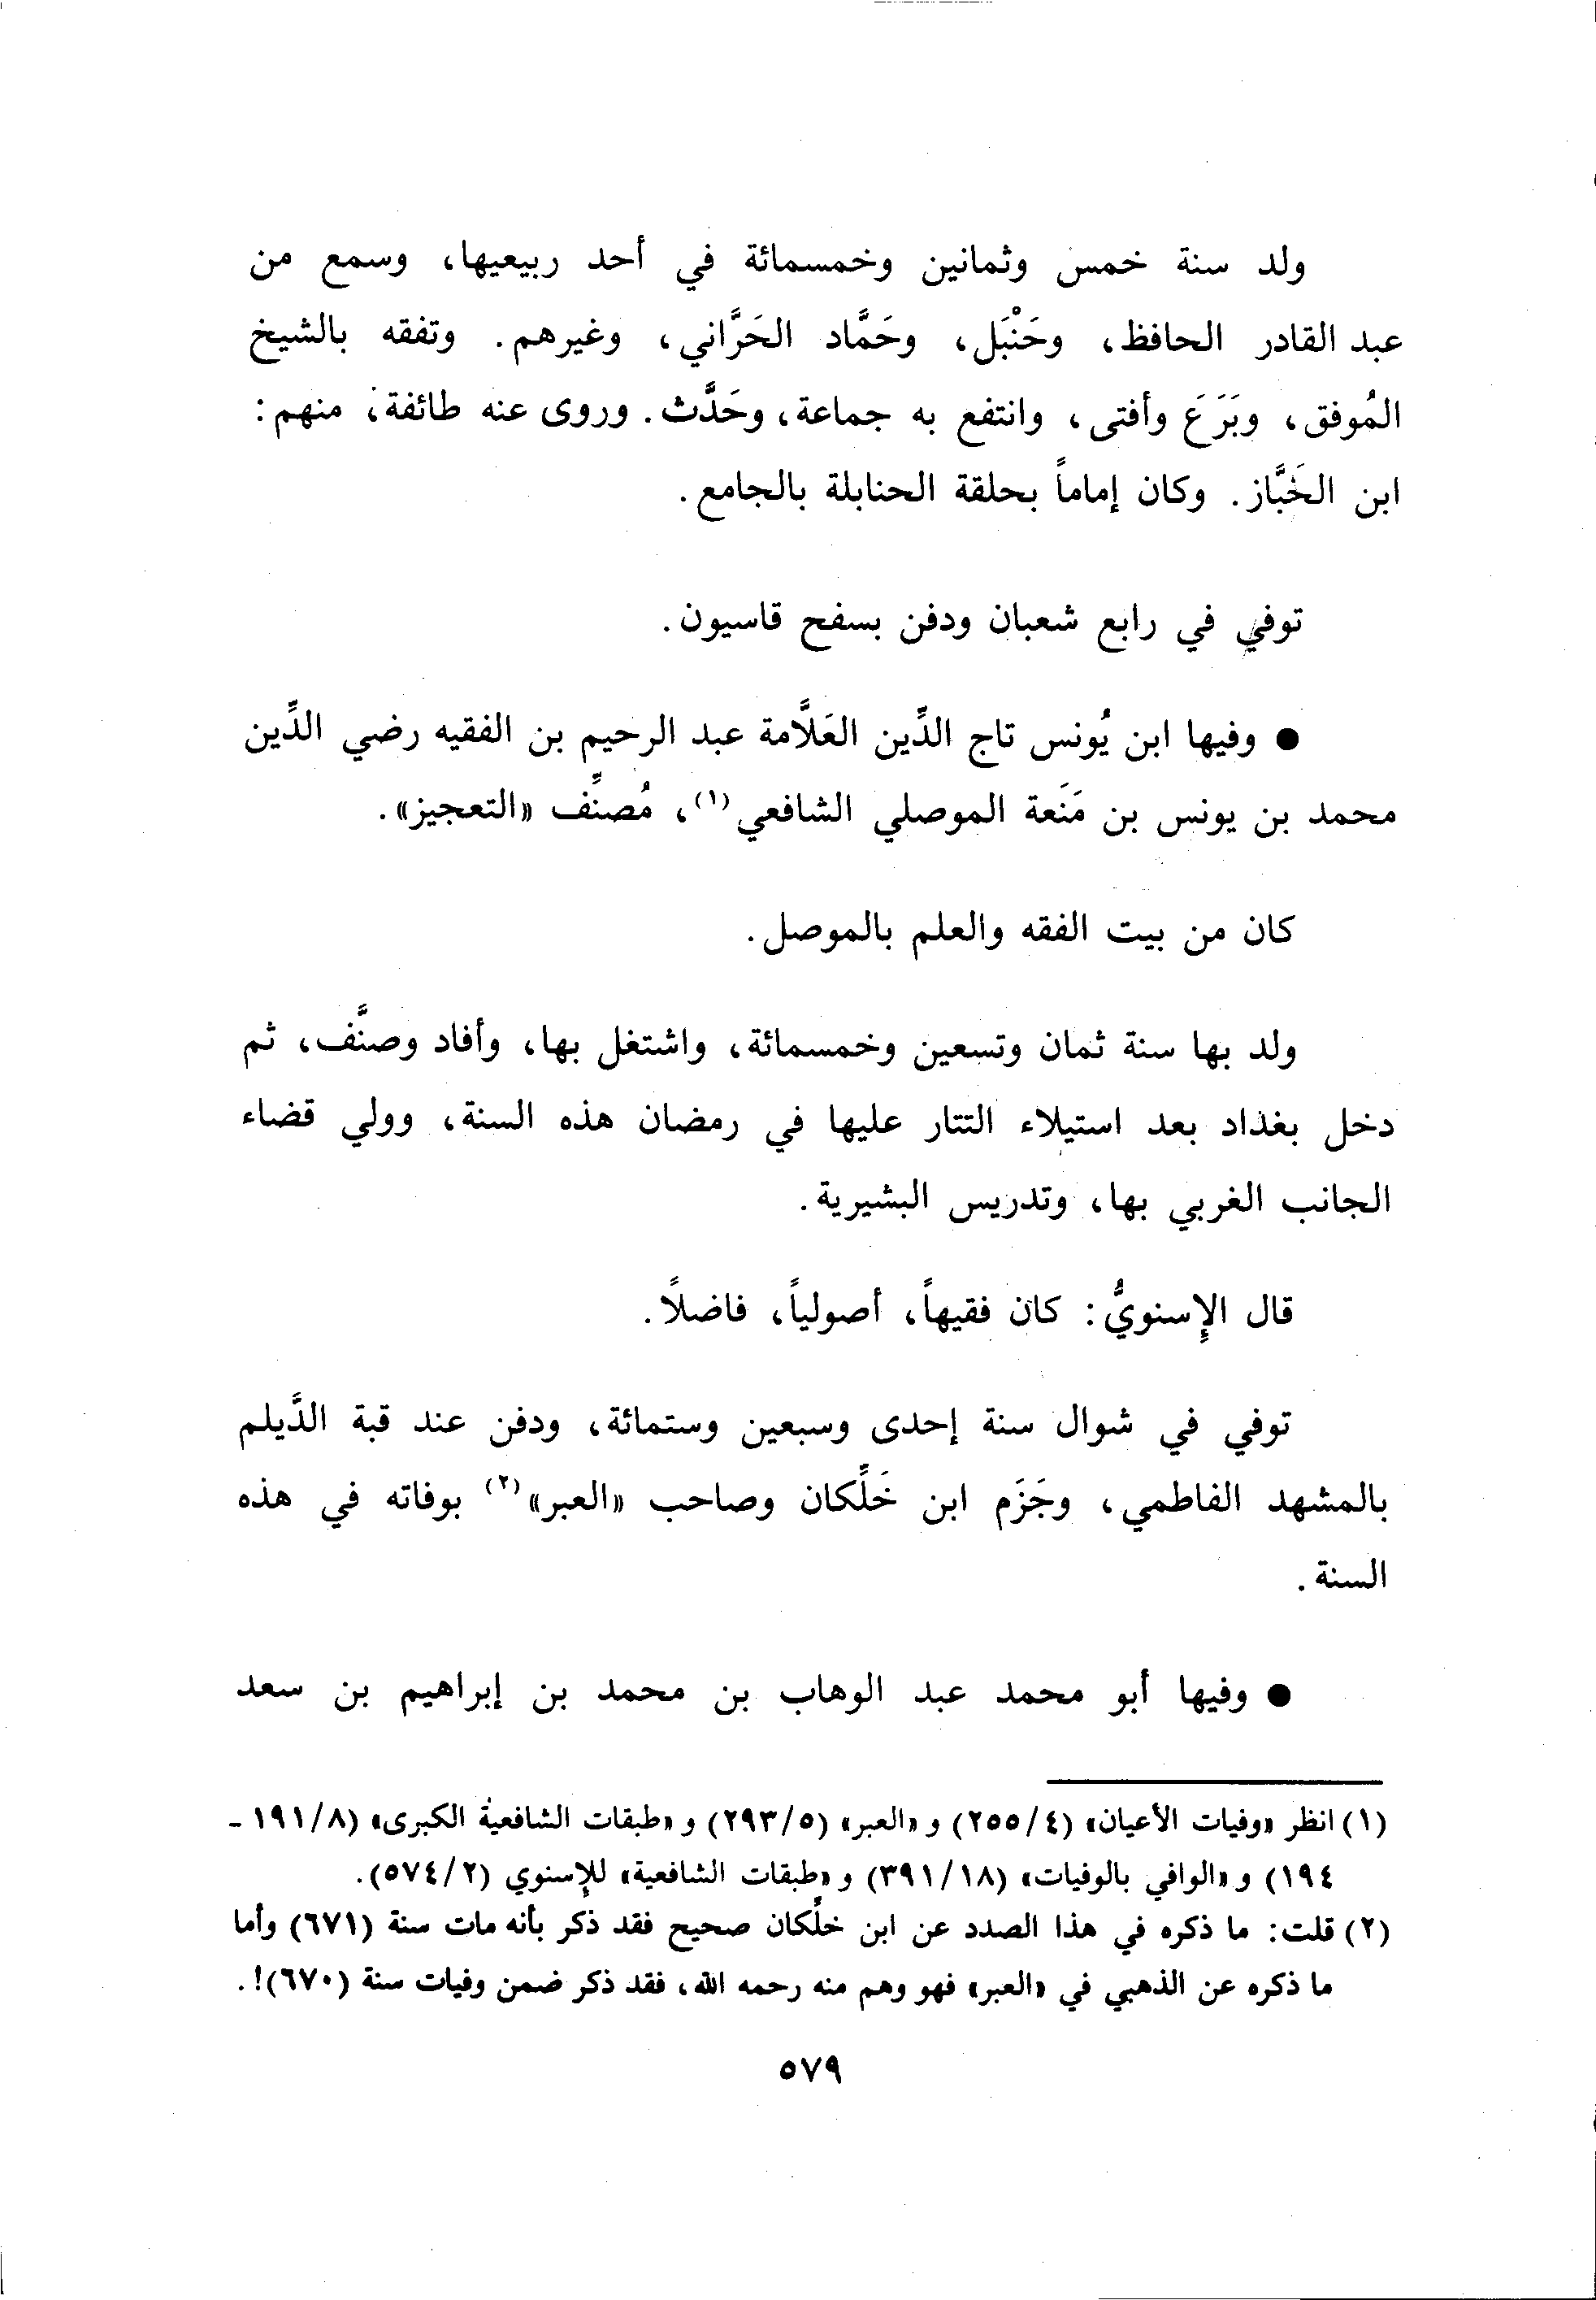 ولد سنة خمس وثمانين وخمسمائة في أحد ربيعيها، وسمع من
عبد القادر الحافظ، وحَنْبَل، وحَمَّاد الحَرَّاني، وغيرهم. وتفقه بالشيخ
المُوفق، وبَرَعَ وأفتى، وانتفع به جماعة، وحَدَّث. وروى عنه طائفة، منهم:
ابن الخَبَّاز. وكان إماماً بحلقة الحنابلة بالجامع.
توفي في رابع شعبان ودفن بسفح قاسيون.
● وفيها ابن يُونس تاج الدِّين العَلَّامة عبد الرحيم بن الفقيه رضي الدِّين
محمد بن يونس بن مَنَعة الموصلي الشافعي(١)، مُصنِّف «التعجيز».
كان من بيت الفقه والعلم بالموصل.
ولد بها سنة ثمان وتسعين وخمسمائة، واشتغل بها، وأفاد وصنَّف، ثم
دخل بغداد بعد استيلاء التتار عليها في رمضان هذه السنة، وولي قضاء
الجانب الغربي بها، وتدريس البشيرية.
قال الإِسنويُّ: كان فقيهاً، أصولياً، فاضلاً.
توفي في شوال سنة إحدى وسبعين وستمائة، ودفن عند قبة الدَّيلم
بالمشهد الفاطمي، وجَزَم ابن خَلِّكان وصاحب «العبر»(٢) بوفاته في هذه
السنة.
● وفيها أبو محمد عبد الوهاب بن محمد بن إبراهيم بن سعد
(١) انظر «وفيات الأعيان» (٤/٢٥٥) و«العبر» (٥/٢٩٣) و«طبقات الشافعية الكبرى» (٨/١٩١ -
١٩٤) و«الوافي بالوفيات» (١٨/٣٩١) و«طبقات الشافعية» للإِسنوي (٢/٥٧٤).
(٢) قلت: ما ذكره في هذا الصدد عن ابن خلِّكان صحيح فقد ذكر بأنه مات سنة (٦٧١) وأما
ما ذكره عن الذهبي في «العبر» فهو وهم منه رحمه الله، فقد ذكر ضمن وفيات سنة (٦٧٠)!.
٥٧٩